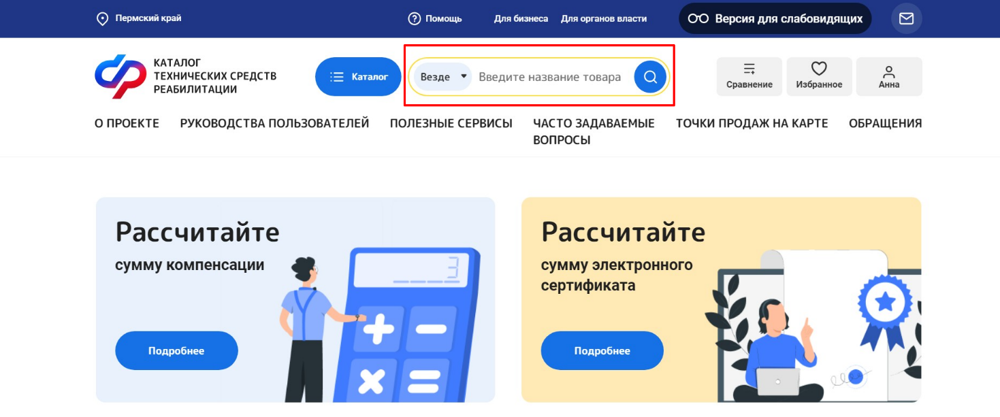 Пермский край
Помощь
Для бизнеса
Для органов власти
Версия для слабовидящих
КАТАЛОГ
ТЕХНИЧЕСКИХ СРЕДСТВ
РЕАБИЛИТАЦИИ
Каталог
Везде
Введите название товара
Сравнение
Избранное
Анна
О ПРОЕКТЕ
РУКОВОДСТВА ПОЛЬЗОВАТЕЛЕЙ
ПОЛЕЗНЫЕ СЕРВИСЫ
ЧАСТО ЗАДАВАЕМЫЕ
ВОПРОСЫ
ТОЧКИ ПРОДАЖ НА КАРТЕ
ОБРАЩЕНИЯ
Рассчитайте
сумму компенсации
3
Подробнее
Рассчитайте
сумму электронного
сертификата
Подробнее